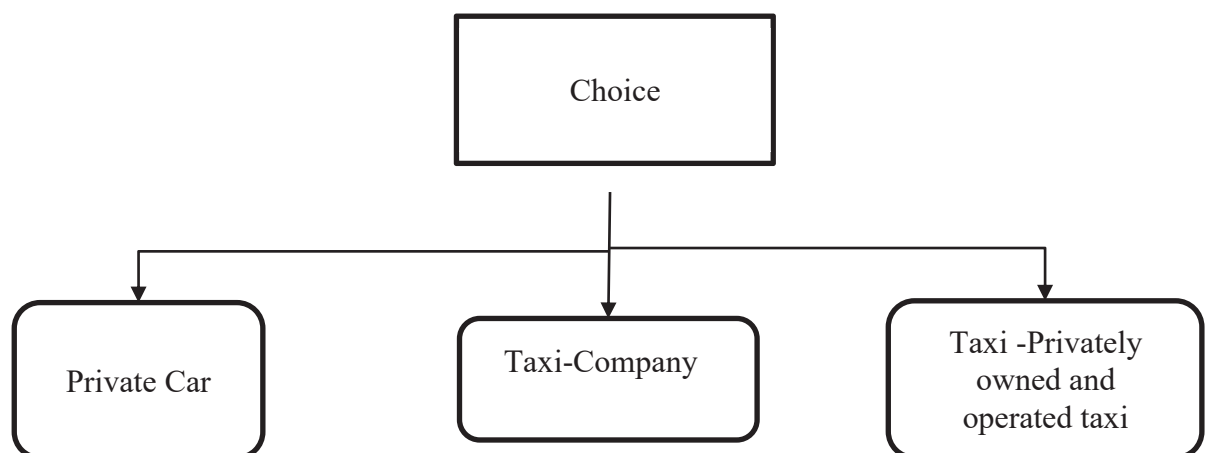 Choice
Private Car
Taxi-Company
Taxi -Privately
owned and
operated taxi